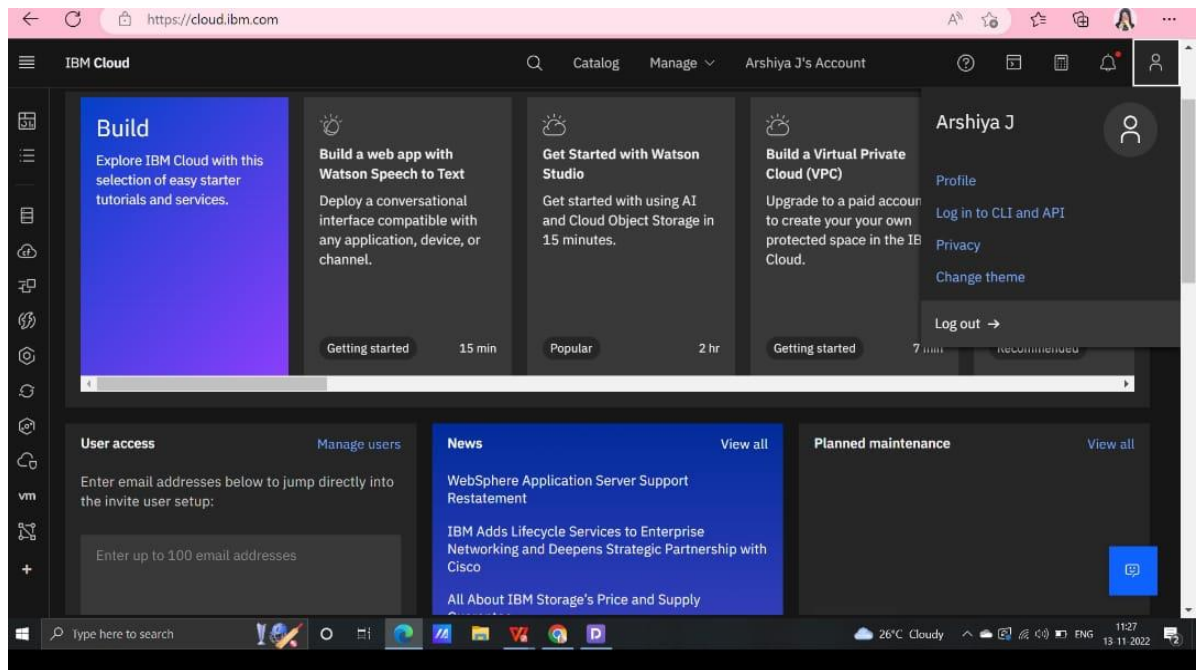 https://cloud.ibm.com
IBM Cloud
Catalog
Manage
Arshiya J's Account
Build
Explore IBM Cloud with this
selection of easy starter
tutorials and services.
Build a web app with
Watson Speech to Text
Deploy a conversational
interface compatible with
any application, device, or
channel.
Getting started 15 min
Get Started with Watson
Studio
Get started with using AI
and Cloud Object Storage in
15 minutes.
Popular 2 hr
Build a Virtual Private
Cloud (VPC)
Upgrade to a paid accoun
to create your your own
protected space in the IB
Cloud.
Getting started 7 min
Recommended
Arshiya J
Profile
Log in to CLI and API
Privacy
Change theme
Log out →
User access Manage users
Enter email addresses below to jump directly into
the invite user setup:
Enter up to 100 email addresses
News View all
WebSphere Application Server Support
Restatement
IBM Adds Lifecycle Services to Enterprise
Networking and Deepens Strategic Partnership with
Cisco
All About IBM Storage's Price and Supply
Planned maintenance View all
vm
Type here to search
26°C Cloudy
ENG
11:27
13-11-2022